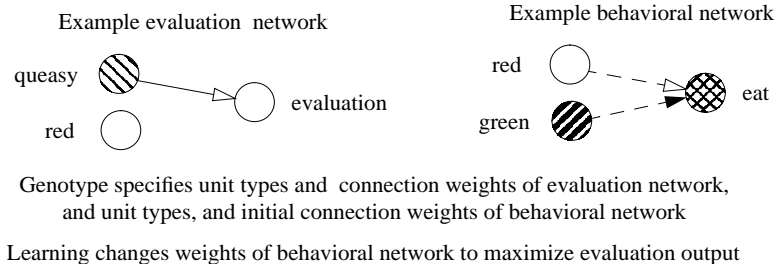 Example evaluation network
queasy
red
evaluation
Example behavioral network
red
green
eat
Genotype specifies unit types and connection weights of evaluation network,
and unit types, and initial connection weights of behavioral network
Learning changes weights of behavioral network to maximize evaluation output